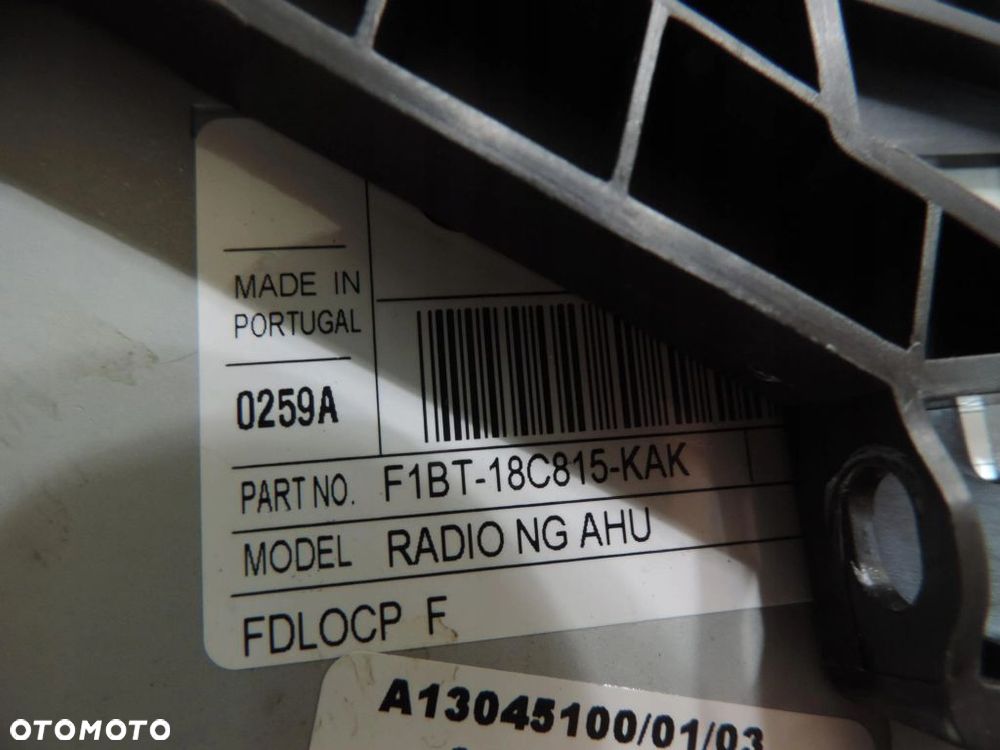 MADE IN
PORTUGAL
0259A
PART NO. F1BT-18C815-KAK
MODEL RADIO NG AHU
FDLOCP F
A13045100/01/03
OTOMOTO